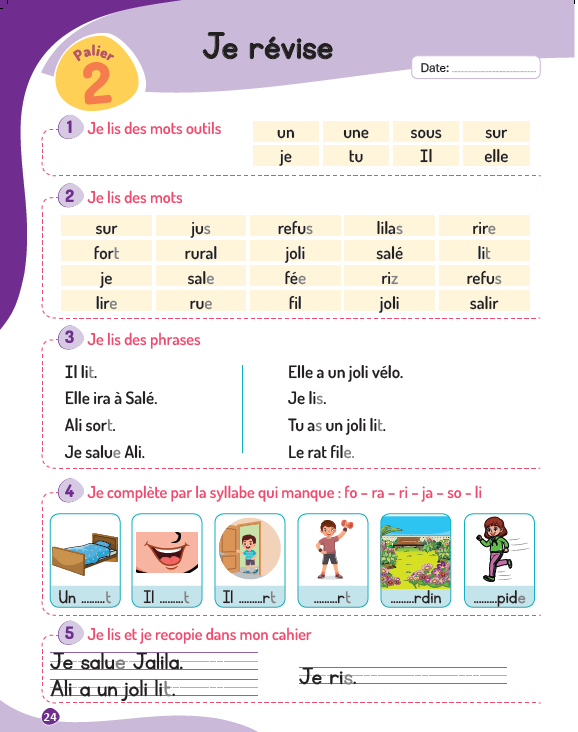 Palier
2
Je révise
Date: ..............................
1 Je lis des mots outils
un une sous sur
je tu Il elle
2 Je lis des mots
sur jus refus lilas rire
fort rural joli salé lit
je sale fée riz refus
lire rue fil joli salir
3 Je lis des phrases
Il lit.
Elle ira à Salé.
Ali sort.
Je salue Ali.
Elle a un joli vélo.
Je lis.
Tu as un joli lit.
Le rat file.
4 Je complète par la syllabe qui manque : fo – ra – ri – ja – so - li
Un .........t
Il .........t
Il .........rt
.........rt
.........rdin
.........pide
5 Je lis et je recopie dans mon cahier
Je salue Jalila.
Ali a un joli lit.
Je ris.
24